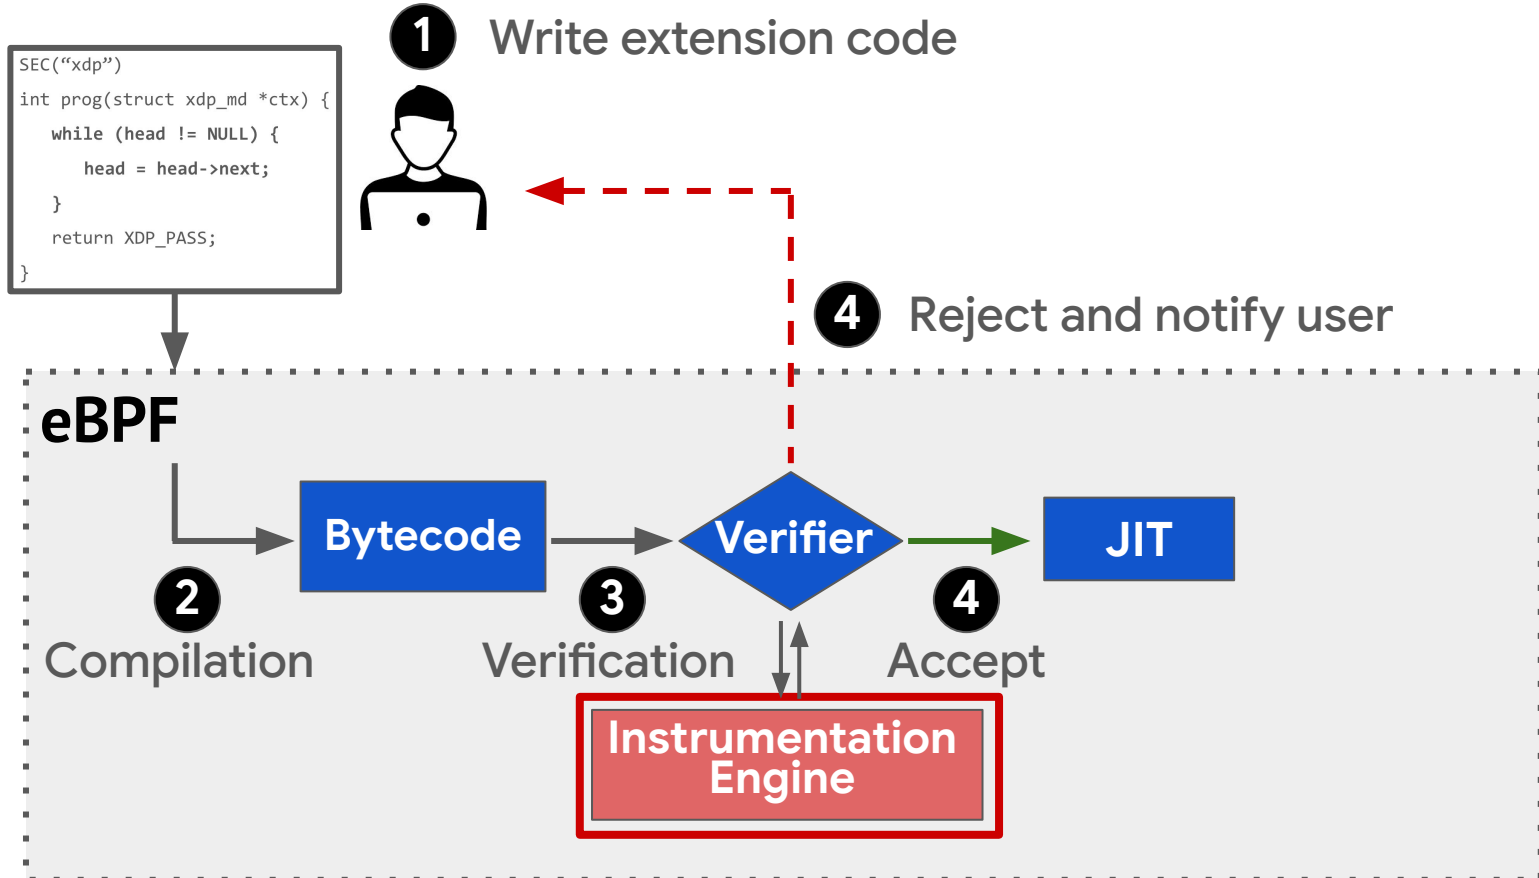 1 Write extension code
SEC(“xdp”)
int prog(struct xdp_md *ctx) {
while (head != NULL) {
head = head->next;
}
return XDP_PASS;
}
4 Reject and notify user
eBPF
Bytecode
Verifier
JIT
2
Compilation
3
Verification
4
Accept
Instrumentation
Engine